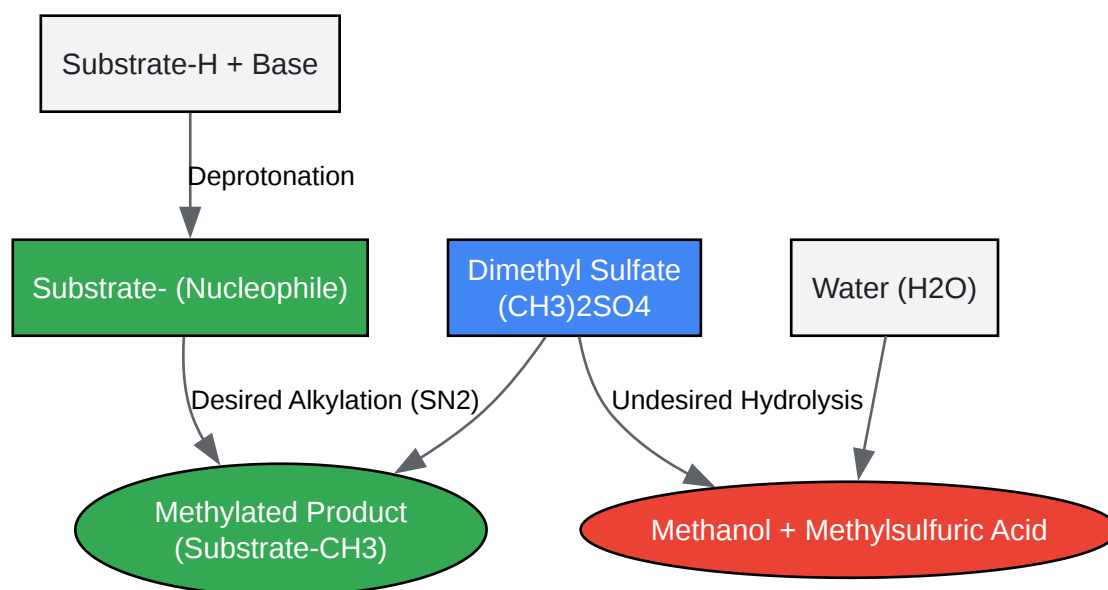 Substrate-H + Base
Deprotonation
Substrate- (Nucleophile)
Dimethyl Sulfate
(CH3)2SO4
Water (H2O)
Desired Alkylation (SN2)
Undesired Hydrolysis
Methylated Product
(Substrate-CH3)
Methanol + Methylsulfuric Acid